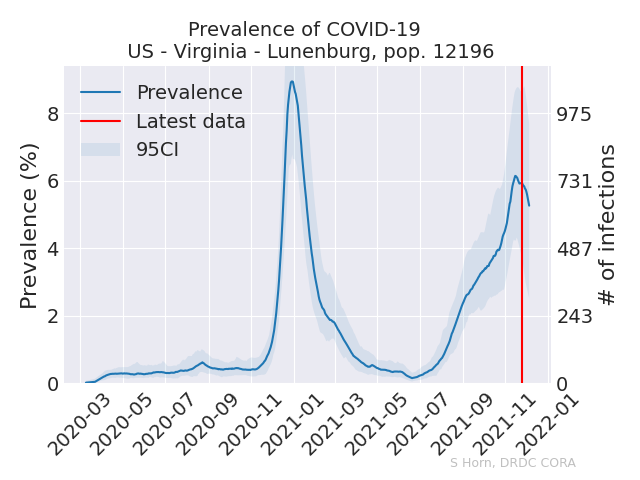 Prevalence of COVID-19
US - Virginia - Lunenburg, pop. 12196
Prevalence
Latest data
95CI
Prevalence (%)
8
6
4
2
0
# of infections
975
731
487
243
0
2020-03
2020-05
2020-07
2020-09
2020-11
2021-01
2021-03
2021-05
2021-07
2021-09
2021-11
2022-01
S Horn, DRDC CORA